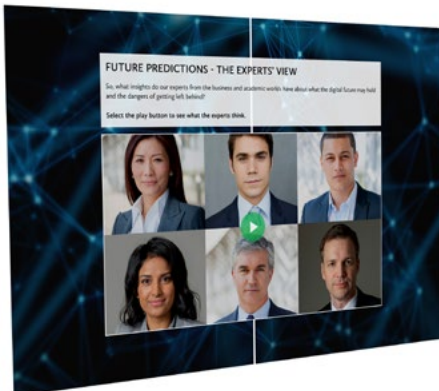 FUTURE PREDICTIONS - THE EXPERTS' VIEW
So, what insights do our experts from the business and academic worlds have about what the digital future may hold
and the dangers of getting left behind?
Select the play button to see what the experts think.